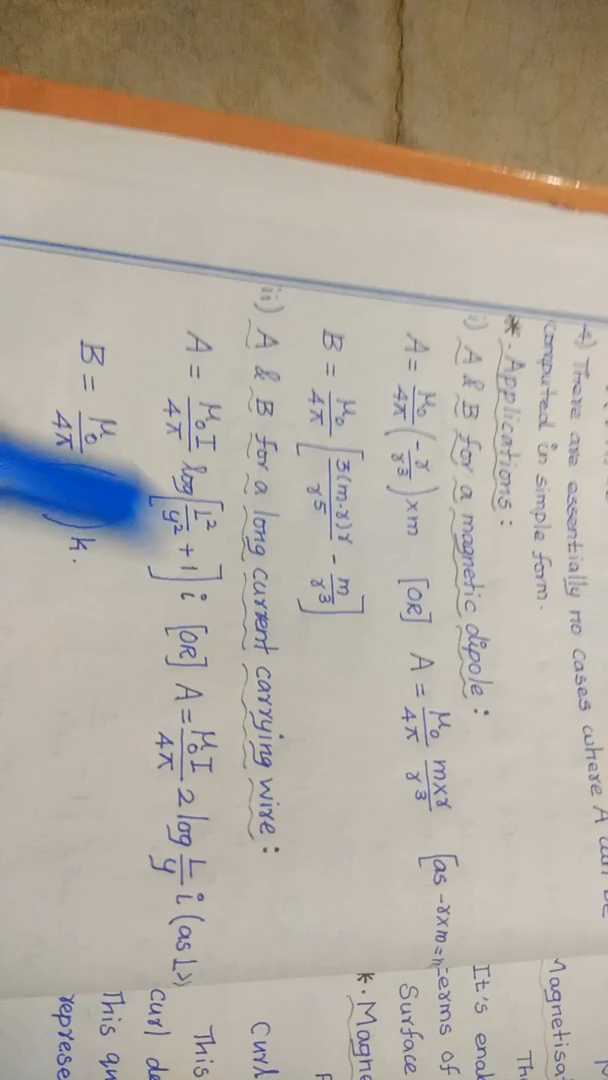 4) There are essentially no cases where A can be
computed in simple form.
*. Applications :
i) A & B for a magnetic dipole :
A = μ₀/4π (-r/r³) × m [OR] A = μ₀/4π m×r/r³ [as -r×m =
B = μ₀/4π [3(m.r)r/r⁵ - m/r³]
ii) A & B for a long current carrying wire :
A = μ₀I/4π log [L²/y² + 1] i [OR] A = μ₀I/4π 2 log L/y i (as L>
B = μ₀/4π ) k.
Magnetisa
Th
It's enab
erms of
Surface
*. Magne
Curl
This
curl de
This qu
represe